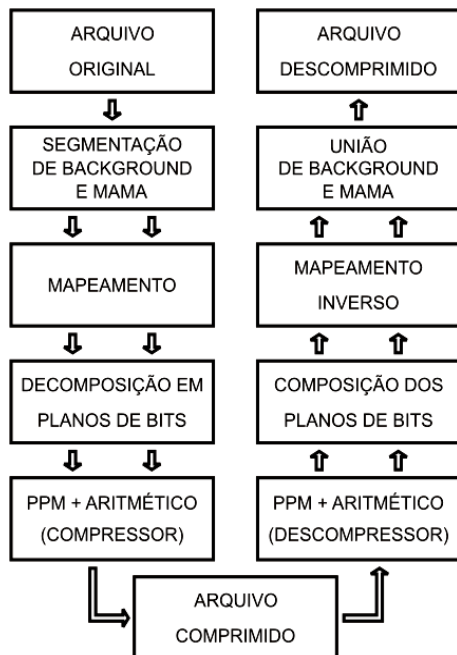 ARQUIVO
ORIGINAL
SEGMENTAÇÃO
DE BACKGROUND
E MAMA
MAPEAMENTO
DECOMPOSIÇÃO EM
PLANOS DE BITS
PPM + ARITMÉTICO
(COMPRESSOR)
ARQUIVO
COMPRIMIDO
PPM + ARITMÉTICO
(DESCOMPRESSOR)
COMPOSIÇÃO DOS
PLANOS DE BITS
MAPEAMENTO
INVERSO
UNIÃO
DE BACKGROUND
E MAMA
ARQUIVO
DESCOMPRIMIDO